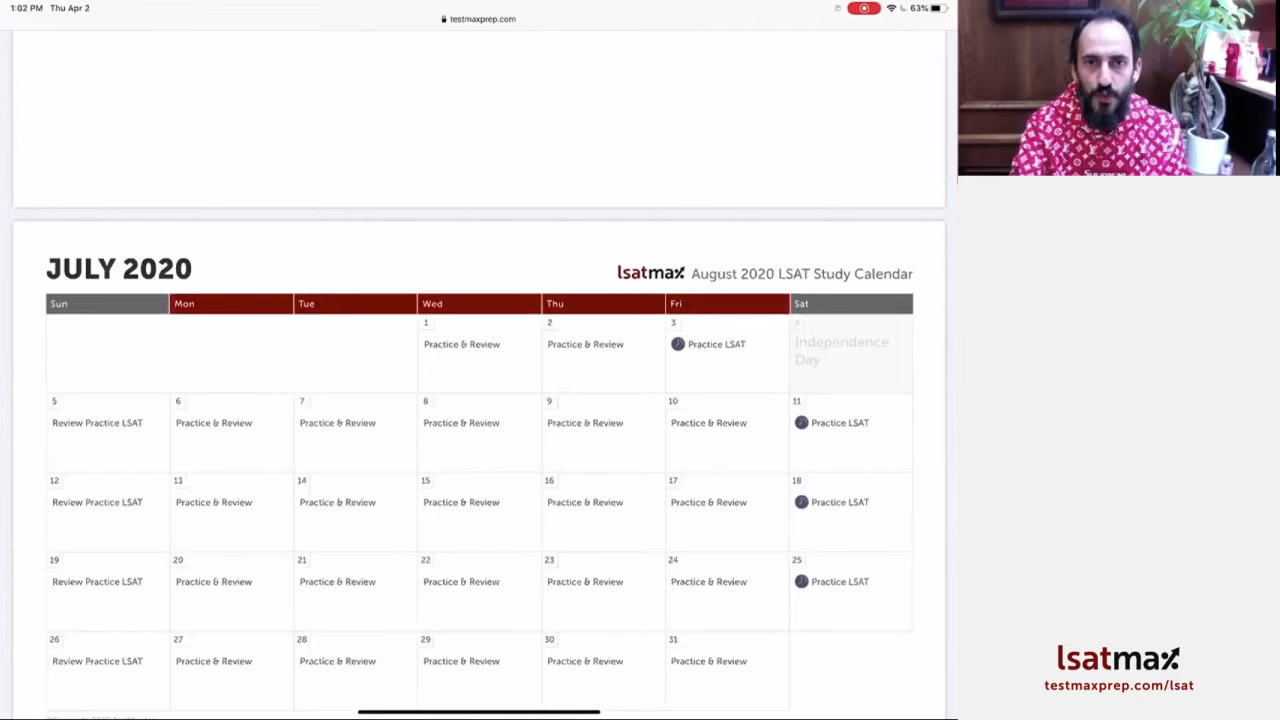 1:02 PM Thu Apr 2
63%
testmaxprep.com
JULY 2020
lsatmax August 2020 LSAT Study Calendar
Sun Mon Tue Wed Thu Fri Sat
1 2 3 4
Practice & Review Practice & Review Practice LSAT Independence
Day
5 6 7 8 9 10 11
Review Practice LSAT Practice & Review Practice & Review Practice & Review Practice & Review Practice & Review Practice LSAT
12 13 14 15 16 17 18
Review Practice LSAT Practice & Review Practice & Review Practice & Review Practice & Review Practice & Review Practice LSAT
19 20 21 22 23 24 25
Review Practice LSAT Practice & Review Practice & Review Practice & Review Practice & Review Practice & Review Practice LSAT
26 27 28 29 30 31
Review Practice LSAT Practice & Review Practice & Review Practice & Review Practice & Review Practice & Review
lsatmax
testmaxprep.com/lsat